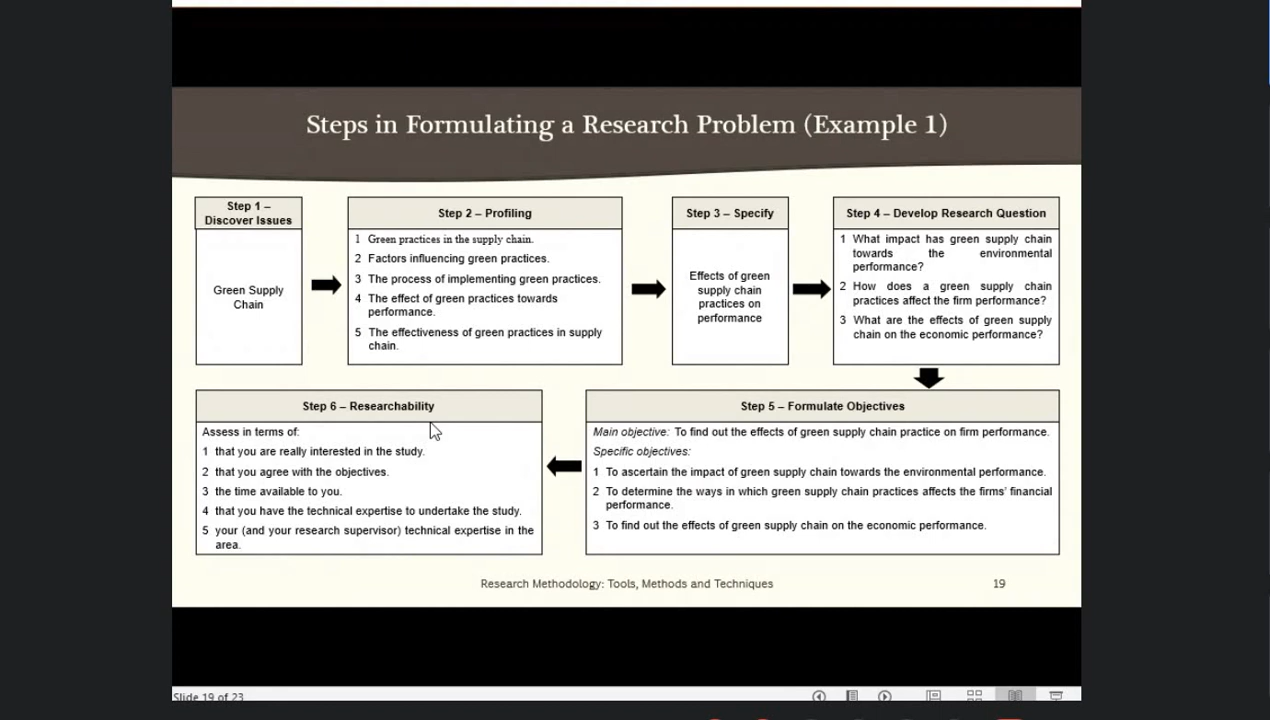 Steps in Formulating a Research Problem (Example 1)
Step 1 –
Discover Issues
Green Supply
Chain
Step 2 – Profiling
1 Green practices in the supply chain.
2 Factors influencing green practices.
3 The process of implementing green practices.
4 The effect of green practices towards
performance.
5 The effectiveness of green practices in supply
chain.
Step 3 – Specify
Effects of green
supply chain
practices on
performance
Step 4 – Develop Research Question
1 What impact has green supply chain
towards the environmental
performance?
2 How does a green supply chain
practices affect the firm performance?
3 What are the effects of green supply
chain on the economic performance?
Step 5 – Formulate Objectives
Main objective: To find out the effects of green supply chain practice on firm performance.
Specific objectives:
1 To ascertain the impact of green supply chain towards the environmental performance.
2 To determine the ways in which green supply chain practices affects the firms' financial
performance.
3 To find out the effects of green supply chain on the economic performance.
Step 6 – Researchability
Assess in terms of:
1 that you are really interested in the study.
2 that you agree with the objectives.
3 the time available to you.
4 that you have the technical expertise to undertake the study.
5 your (and your research supervisor) technical expertise in the
area.
Research Methodology: Tools, Methods and Techniques
19
Slide 19 of 23